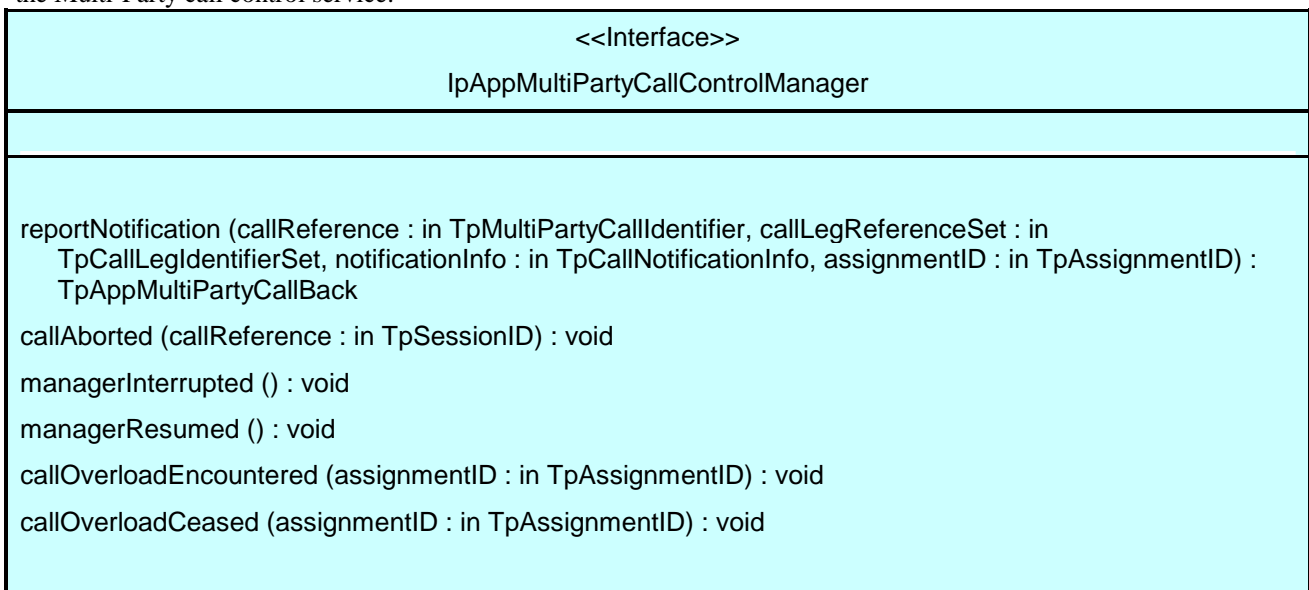 the Multi-Party call control service.
<<Interface>>
IpAppMultiPartyCallControlManager
reportNotification (callReference : in TpMultiPartyCallIdentifier, callLegReferenceSet : in
TpCallLegIdentifierSet, notificationInfo : in TpCallNotificationInfo, assignmentID : in TpAssignmentID) :
TpAppMultiPartyCallBack
callAborted (callReference : in TpSessionID) : void
managerInterrupted () : void
managerResumed () : void
callOverloadEncountered (assignmentID : in TpAssignmentID) : void
callOverloadCeased (assignmentID : in TpAssignmentID) : void